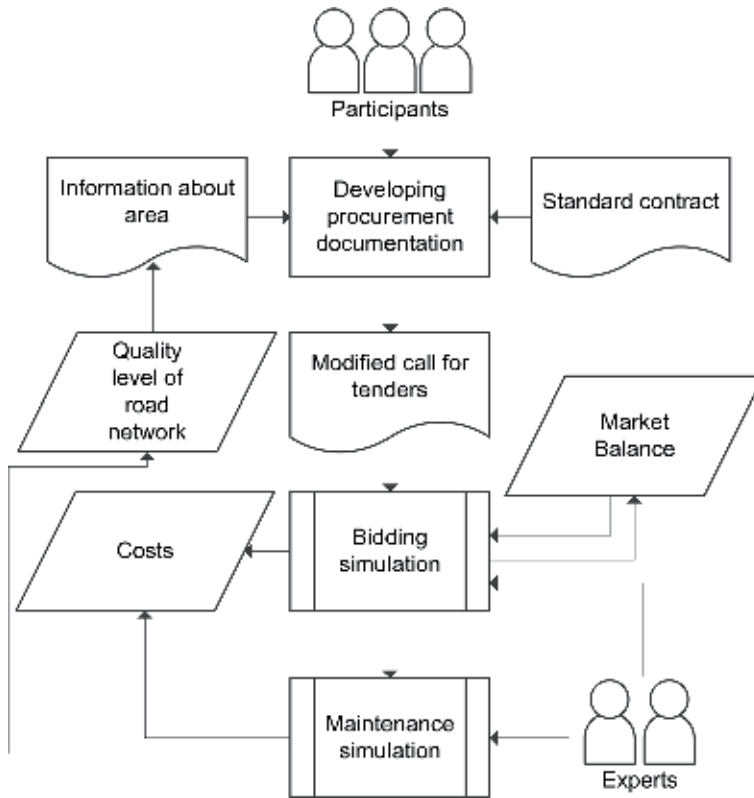 Participants
Information about
area
Developing
procurement
documentation
Standard contract
Quality
level of
road
network
Modified call for
tenders
Market
Balance
Costs
Bidding
simulation
Maintenance
simulation
Experts